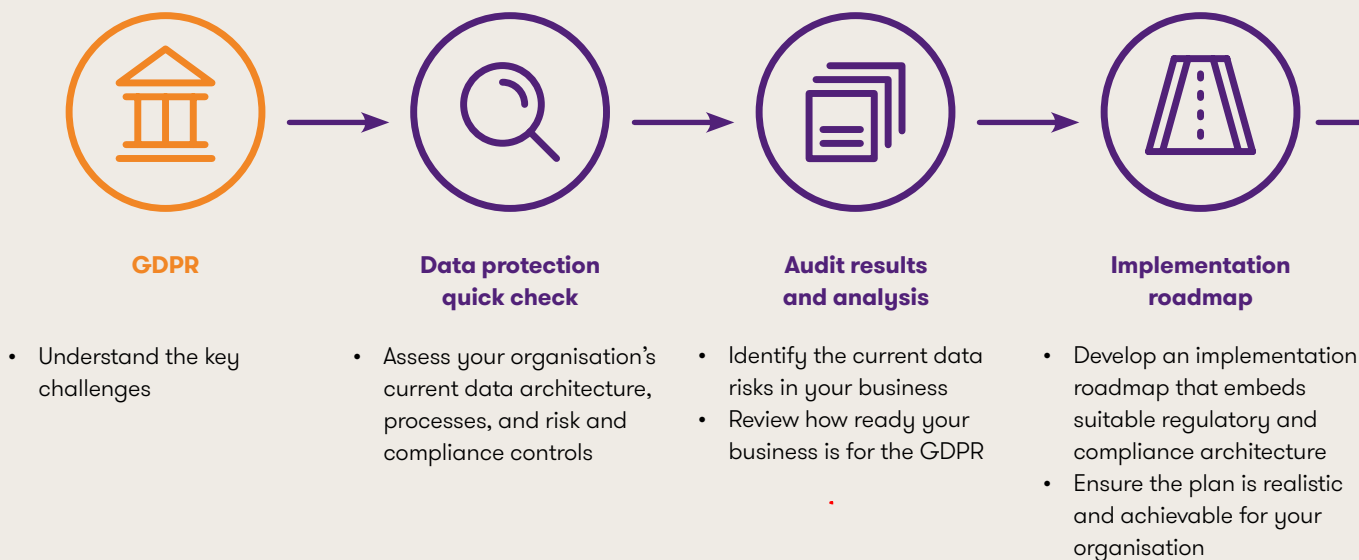 GDPR
• Understand the key
challenges
Data protection
quick check
• Assess your organisation’s
current data architecture,
processes, and risk and
compliance controls
Audit results
and analysis
• Identify the current data
risks in your business
• Review how ready your
business is for the GDPR
Implementation
roadmap
• Develop an implementation
roadmap that embeds
suitable regulatory and
compliance architecture
• Ensure the plan is realistic
and achievable for your
organisation